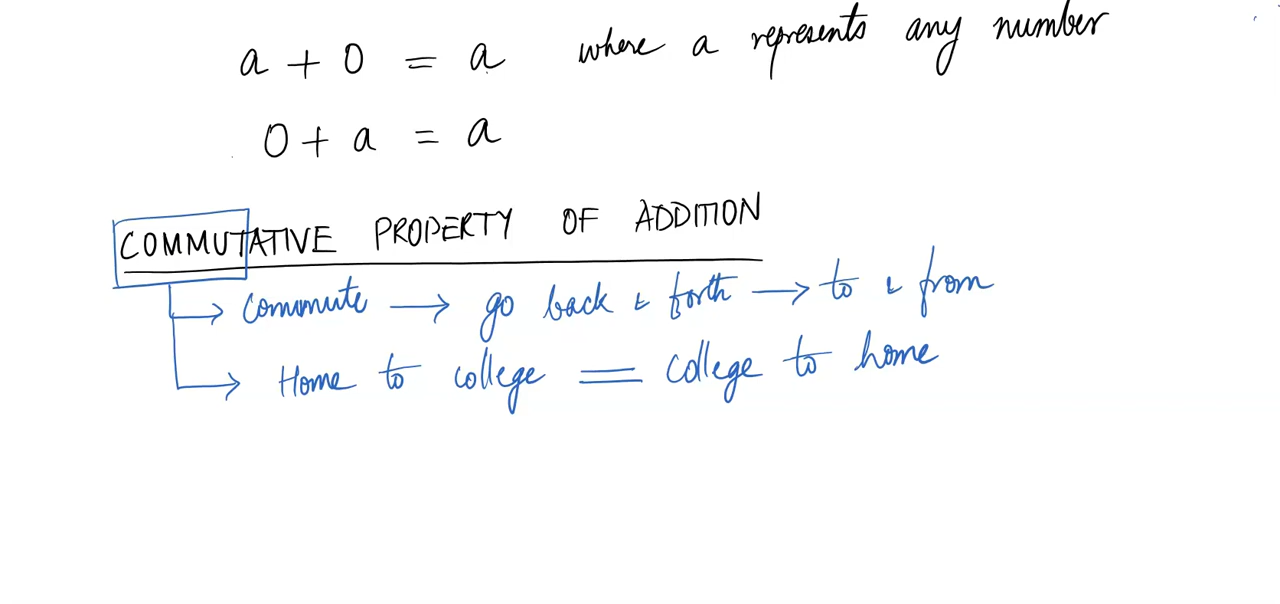 a + 0 = a where a represents any number
0 + a = a
COMMUTATIVE PROPERTY OF ADDITION
→ Commute → go back & forth → to & from
→ Home to college = college to home